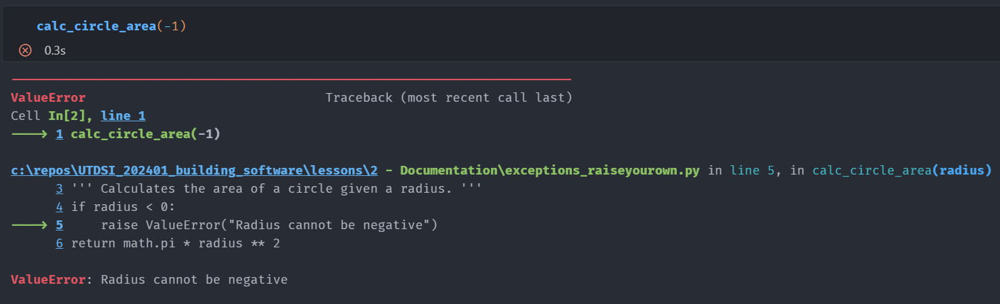 calc_circle_area(-1)
0.3s
---------------------------------------------------------------------------
ValueError                                Traceback (most recent call last)
Cell In[2], line 1
----> 1 calc_circle_area(-1)
c:\repos\UTDSI_202401_building_software\lessons\2 - Documentation\exceptions_raiseyourown.py in line 5, in calc_circle_area(radius)
      3 ''' Calculates the area of a circle given a radius. '''
      4 if radius < 0:
----> 5     raise ValueError("Radius cannot be negative")
      6 return math.pi * radius ** 2
ValueError: Radius cannot be negative